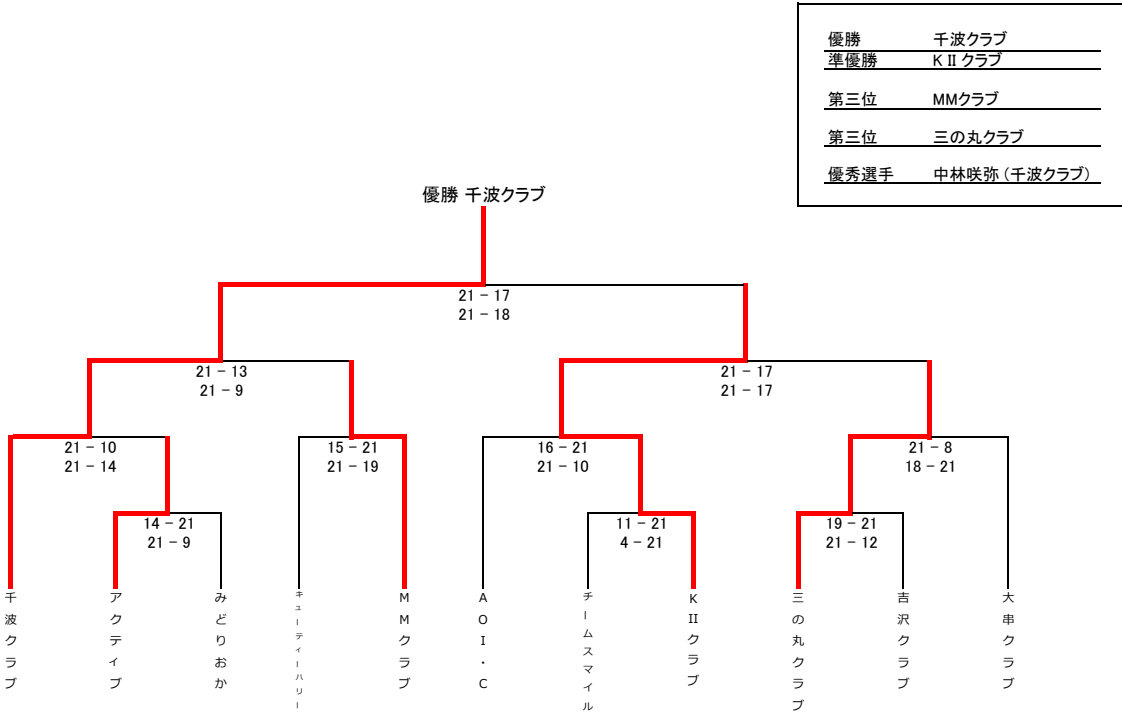 優勝 千波クラブ
準優勝 KⅡクラブ
第三位 MMクラブ
第三位 三の丸クラブ
優秀選手 中林咲弥(千波クラブ)
優勝 千波クラブ
21 - 17
21 - 18
21 - 13
21 - 9
21 - 17
21 - 17
21 - 10
21 - 14
15 - 21
21 - 19
16 - 21
21 - 10
21 - 8
18 - 21
14 - 21
21 - 9
11 - 21
4 - 21
19 - 21
21 - 12
千波クラブ
アクティブ
みどりおか
キューティーハリー
MMクラブ
AOI・C
チームスマイル
KIIクラブ
三の丸クラブ
吉沢クラブ
大串クラブ